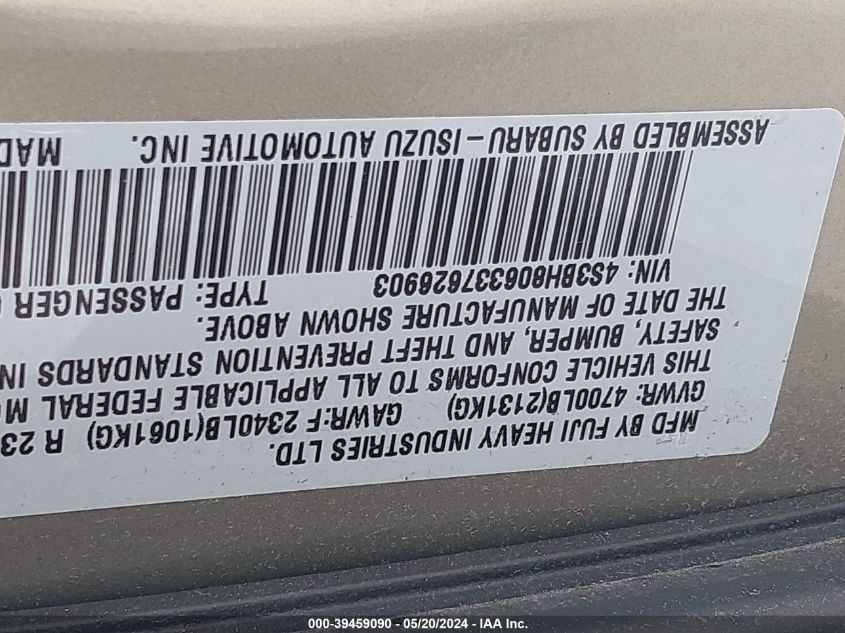 MFD BY FUJI HEAVY INDUSTRIES LTD.
GVWR: 4700LB(2131KG) GAWR:F 2340LB(1061KG) R 23
THIS VEHICLE CONFORMS TO ALL APPLICABLE FEDERAL M
SAFETY, BUMPER, AND THEFT PREVENTION STANDARDS IN
THE DATE OF MANUFACTURE SHOWN ABOVE.
VIN: 4S3BH806337626903 TYPE: PASSENGER
ASSEMBLED BY SUBARU-ISUZU AUTOMOTIVE INC. MAD
000-39459090 - 05/20/2024 - IAA Inc.